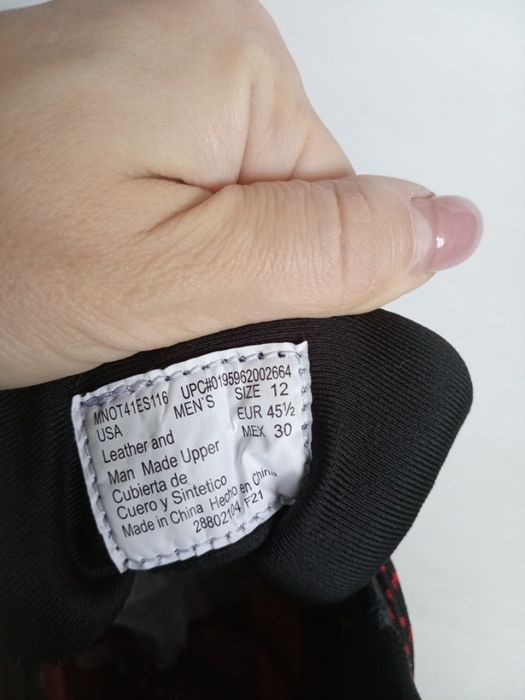 MNOT41ES116 UPC#0195962002664
USA MEN'S SIZE 12
EUR 45½
MEX 30
Leather and
Man Made Upper
Cubierta de
Cuero y Sintetico
Made in China Hecho en China
28802104 F21